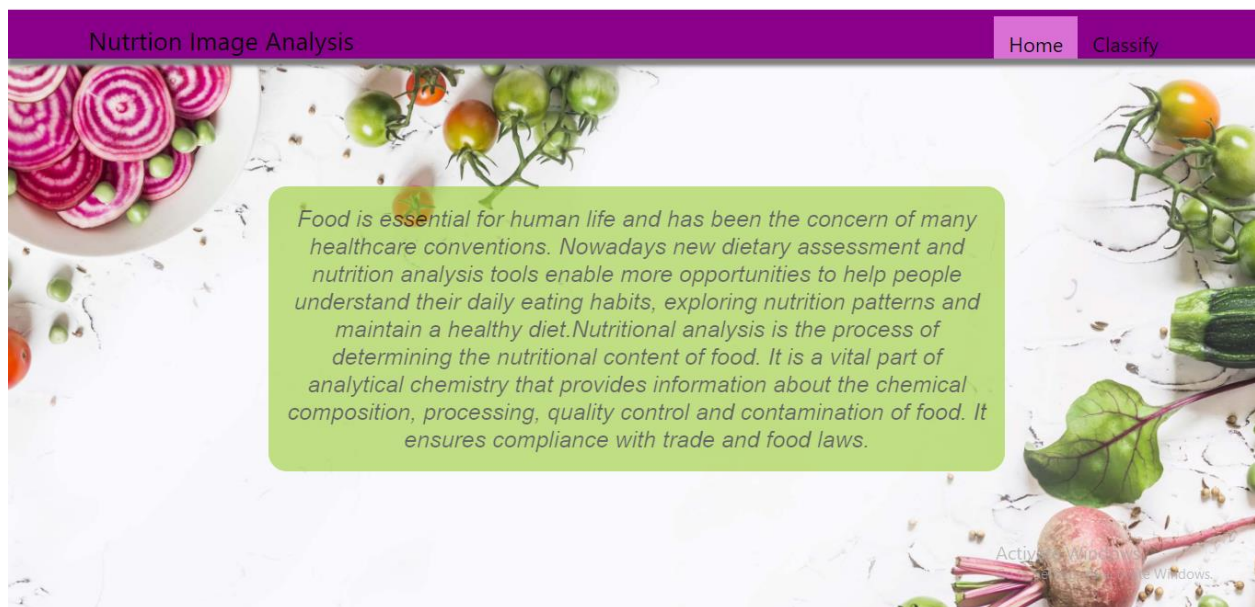 Nutrtion Image Analysis
Home Classify
Food is essential for human life and has been the concern of many
healthcare conventions. Nowadays new dietary assessment and
nutrition analysis tools enable more opportunities to help people
understand their daily eating habits, exploring nutrition patterns and
maintain a healthy diet.Nutritional analysis is the process of
determining the nutritional content of food. It is a vital part of
analytical chemistry that provides information about the chemical
composition, processing, quality control and contamination of food. It
ensures compliance with trade and food laws.
Windows
Windows.